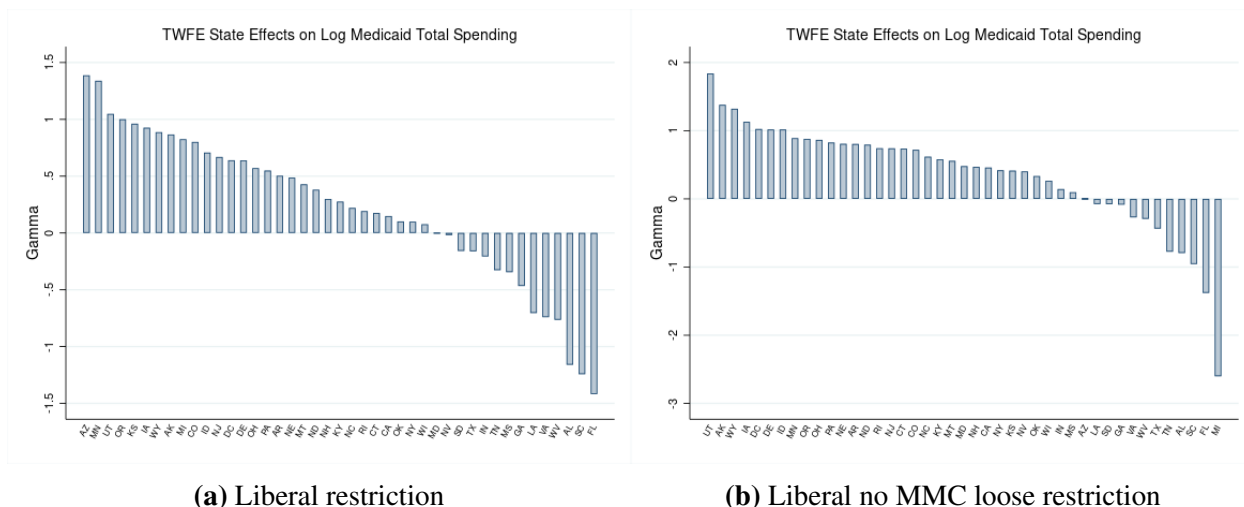 TWFE State Effects on Log Medicaid Total Spending
1.5
1
.5
0
-.5
-1
-1.5
Gamma
AZ MN UT OR KS IA WY AK MI CO ID NJ DC DE OH PA AR NE MT ND NH KY NC RI CT CA OK NY WI MD NV SD TX IN TN MS GA LA VA WV AL SC FL
(a) Liberal restriction
TWFE State Effects on Log Medicaid Total Spending
2
1
0
-1
-2
-3
Gamma
UT AK WY IA DC DE ID MN OR OH PA NE AR ND RI NJ CT CO NC KY MT MD NH CA NY KS NV OK WI IN MS AZ LA SD GA VA WV TX TN AL SC FL MI
(b) Liberal no MMC loose restriction